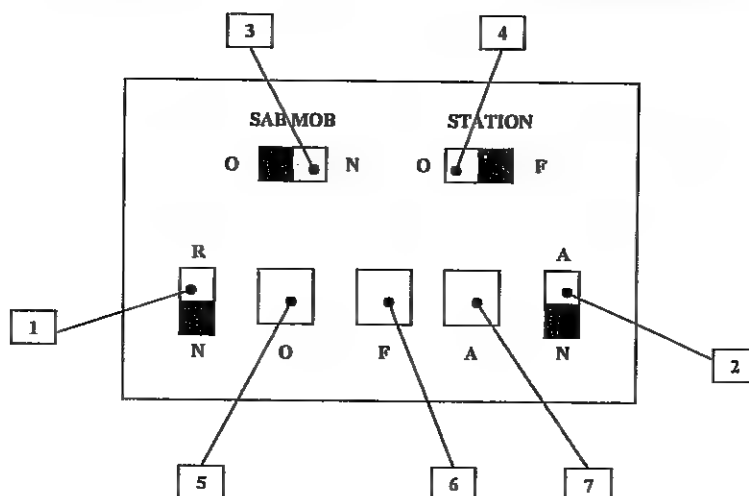 3 4
SAB MOB STATION
O N O F
R A
1 N O F A N 2
5 6 7